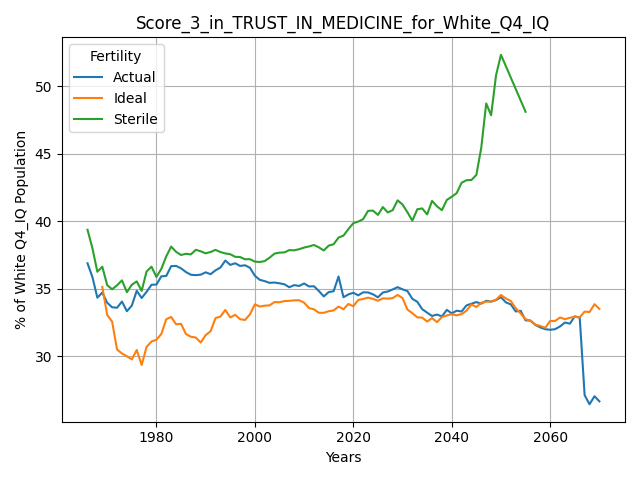 Score_3_in_TRUST_IN_MEDICINE_for_White_Q4_IQ
Fertility
Actual
Ideal
Sterile
% of White Q4_IQ Population
50
45
40
35
30
1980
2000
2020
2040
2060
Years